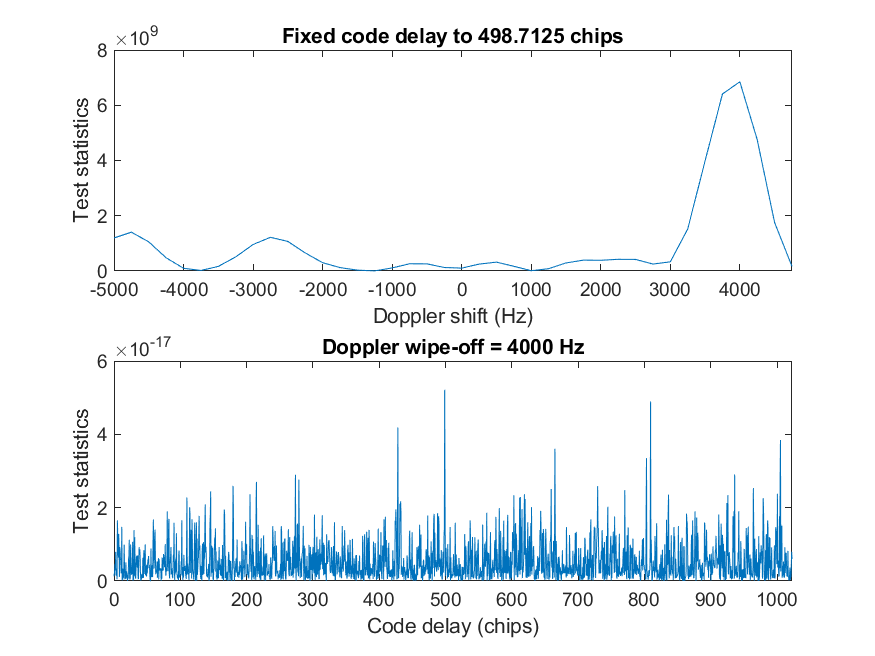 ×10^9
Fixed code delay to 498.7125 chips
8
6
4
2
0
Test statistics
-5000 -4000 -3000 -2000 -1000 0 1000 2000 3000 4000
Doppler shift (Hz)
×10^-17
Doppler wipe-off = 4000 Hz
6
4
2
0
Test statistics
0 100 200 300 400 500 600 700 800 900 1000
Code delay (chips)